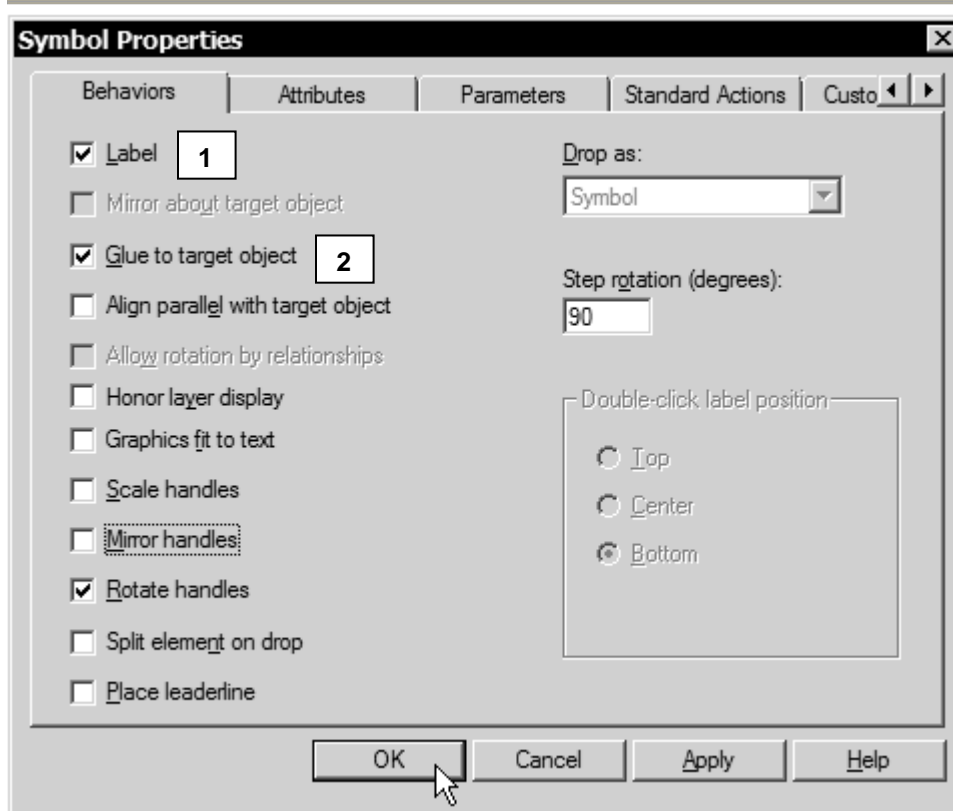 Symbol Properties
Behaviors Attributes Parameters Standard Actions Custo
Label 1
Mirror about target object
Glue to target object 2
Align parallel with target object
Allow rotation by relationships
Honor layer display
Graphics fit to text
Scale handles
Mirror handles
Rotate handles
Split element on drop
Place leaderline
Drop as:
Symbol
Step rotation (degrees):
90
Double-click label position
Top
Center
Bottom
OK Cancel Apply Help